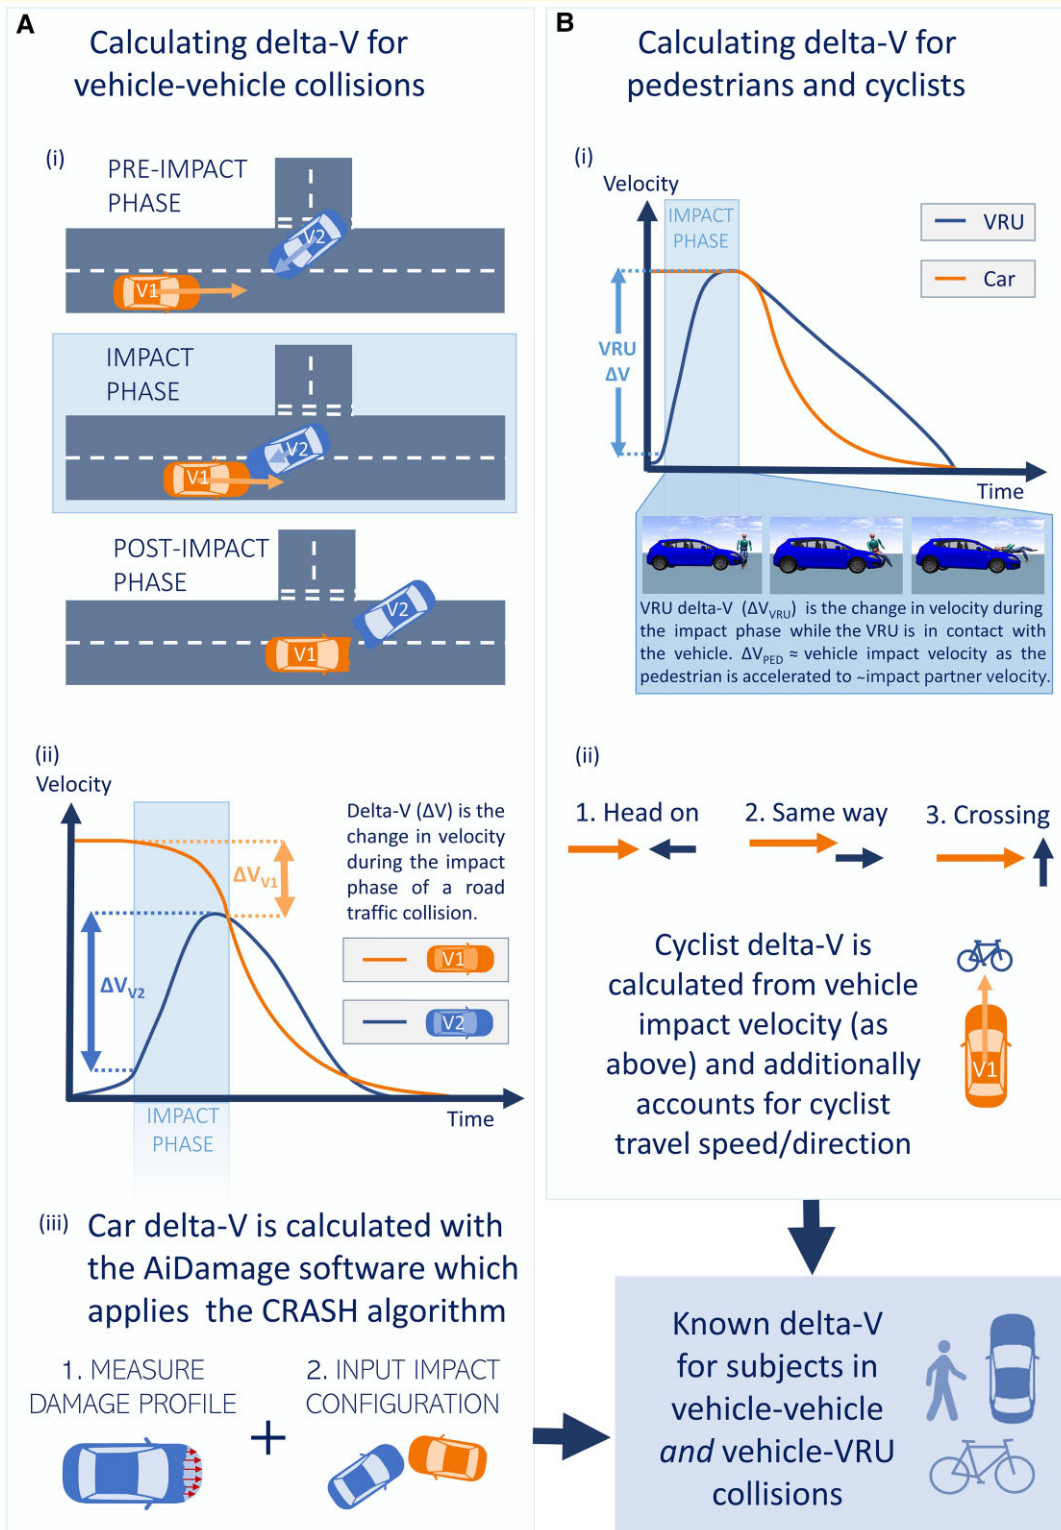 A
Calculating delta-V for
vehicle-vehicle collisions
(i)
PRE-IMPACT
PHASE
V2
V1
IMPACT
PHASE
V2
V1
POST-IMPACT
PHASE
V2
V1
(ii)
Velocity
Delta-V (ΔV) is the
change in velocity
during the impact
phase of a road
traffic collision.
ΔV_V1
ΔV_V2
V1
V2
Time
IMPACT
PHASE
(iii)
Car delta-V is calculated with
the AiDamage software which
applies the CRASH algorithm
1. MEASURE
DAMAGE PROFILE
+
2. INPUT IMPACT
CONFIGURATION
B
Calculating delta-V for
pedestrians and cyclists
(i)
Velocity
IMPACT
PHASE
VRU
Car
VRU
ΔV
Time
VRU delta-V (ΔV_VRU) is the change in velocity during
the impact phase while the VRU is in contact with
the vehicle. ΔV_PED ≈ vehicle impact velocity as the
pedestrian is accelerated to ~impact partner velocity.
(ii)
1. Head on
2. Same way
3. Crossing
Cyclist delta-V is
calculated from vehicle
impact velocity (as
above) and additionally
accounts for cyclist
travel speed/direction
V1
Known delta-V
for subjects in
vehicle-vehicle
and vehicle-VRU
collisions